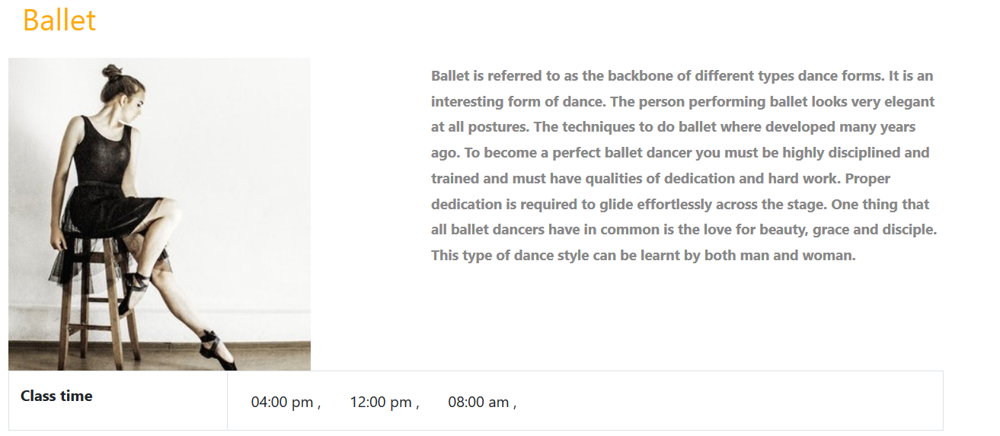 Ballet
Ballet is referred to as the backbone of different types dance forms. It is an
interesting form of dance. The person performing ballet looks very elegant
at all postures. The techniques to do ballet where developed many years
ago. To become a perfect ballet dancer you must be highly disciplined and
trained and must have qualities of dedication and hard work. Proper
dedication is required to glide effortlessly across the stage. One thing that
all ballet dancers have in common is the love for beauty, grace and disciple.
This type of dance style can be learnt by both man and woman.
Class time 04:00 pm , 12:00 pm , 08:00 am ,